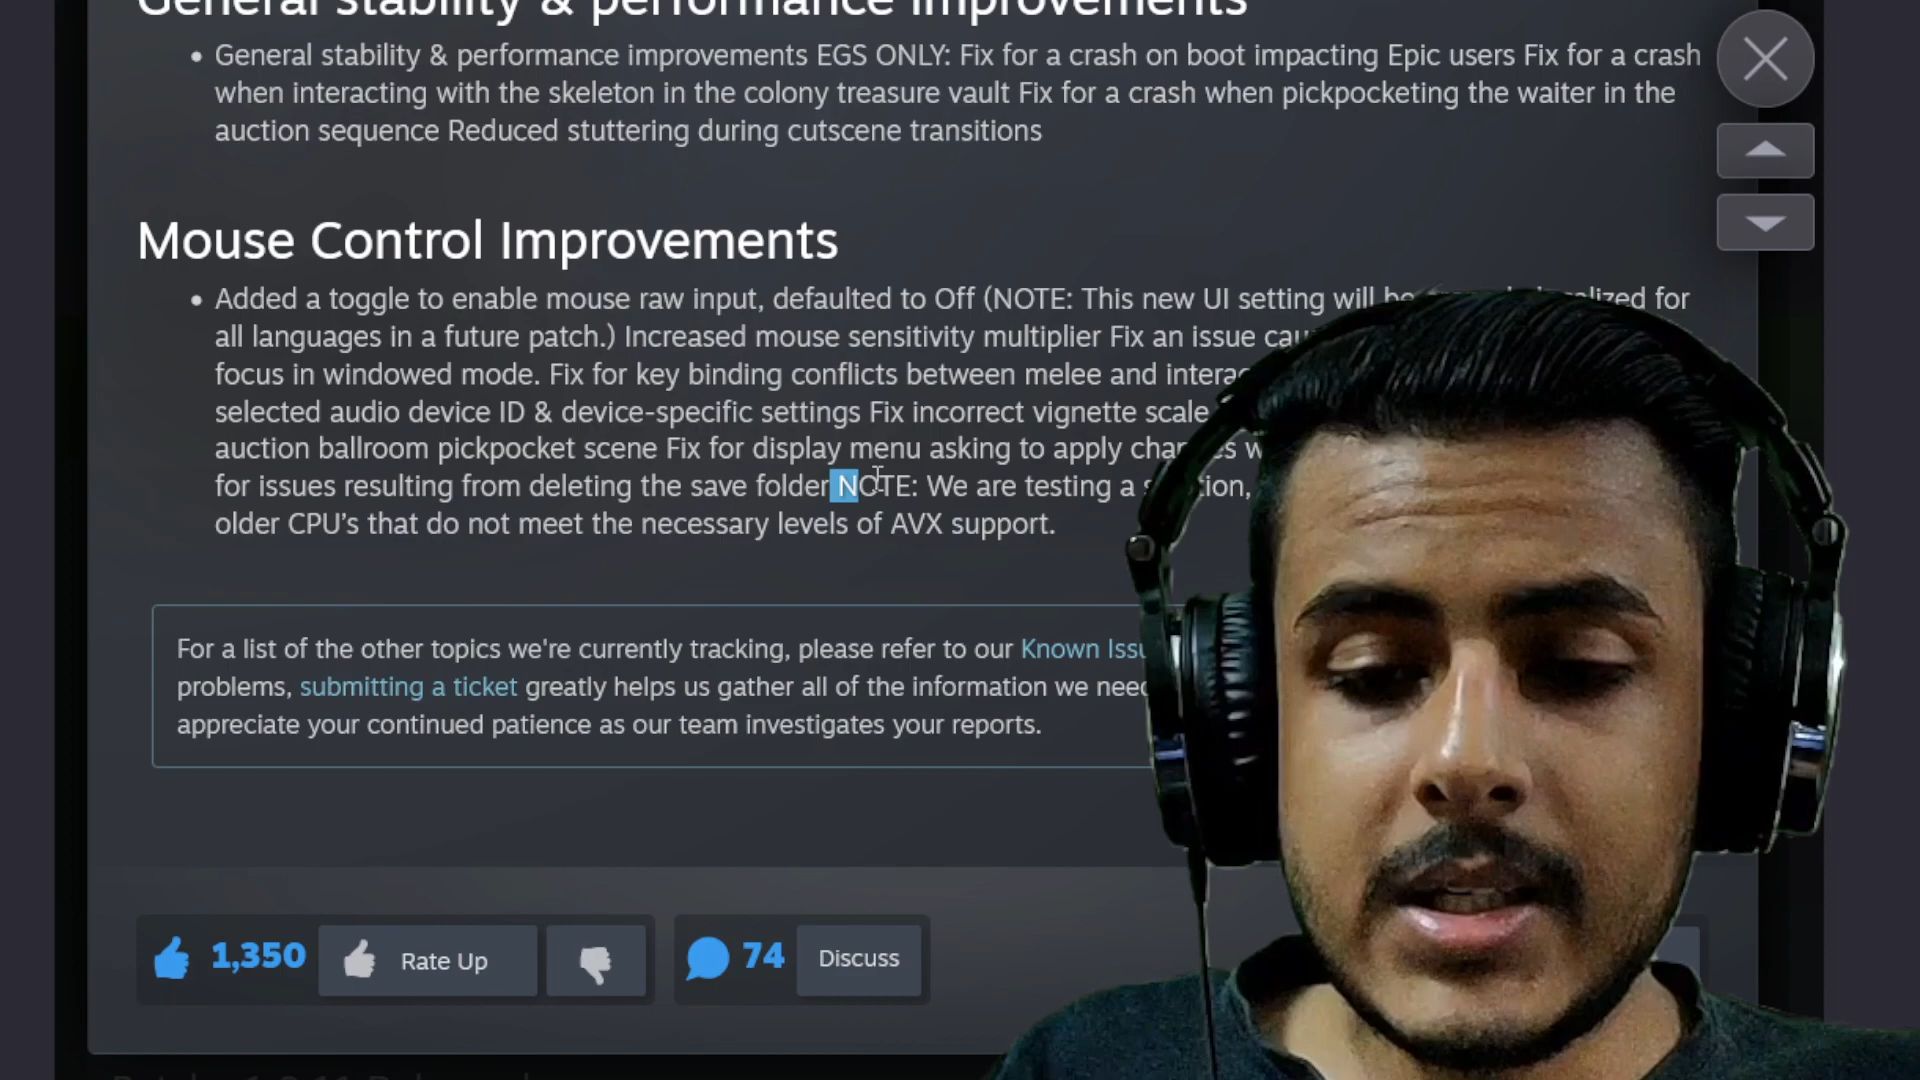 General stability & performance improvements
• General stability & performance improvements EGS ONLY: Fix for a crash on boot impacting Epic users Fix for a crash
when interacting with the skeleton in the colony treasure vault Fix for a crash when pickpocketing the waiter in the
auction sequence Reduced stuttering during cutscene transitions
Mouse Control Improvements
• Added a toggle to enable mouse raw input, defaulted to Off (NOTE: This new UI setting will be for
all languages in a future patch.) Increased mouse sensitivity multiplier Fix an issue
focus in windowed mode. Fix for key binding conflicts between melee and
selected audio device ID & device-specific settings Fix incorrect vignette scale
auction ballroom pickpocket scene Fix for display menu asking to apply
for issues resulting from deleting the save folder NOTE: We are testing a
older CPU's that do not meet the necessary levels of AVX support.
For a list of the other topics we're currently tracking, please refer to our Known
problems, submitting a ticket greatly helps us gather all of the information we
appreciate your continued patience as our team investigates your reports.
1,350 Rate Up 74 Discuss